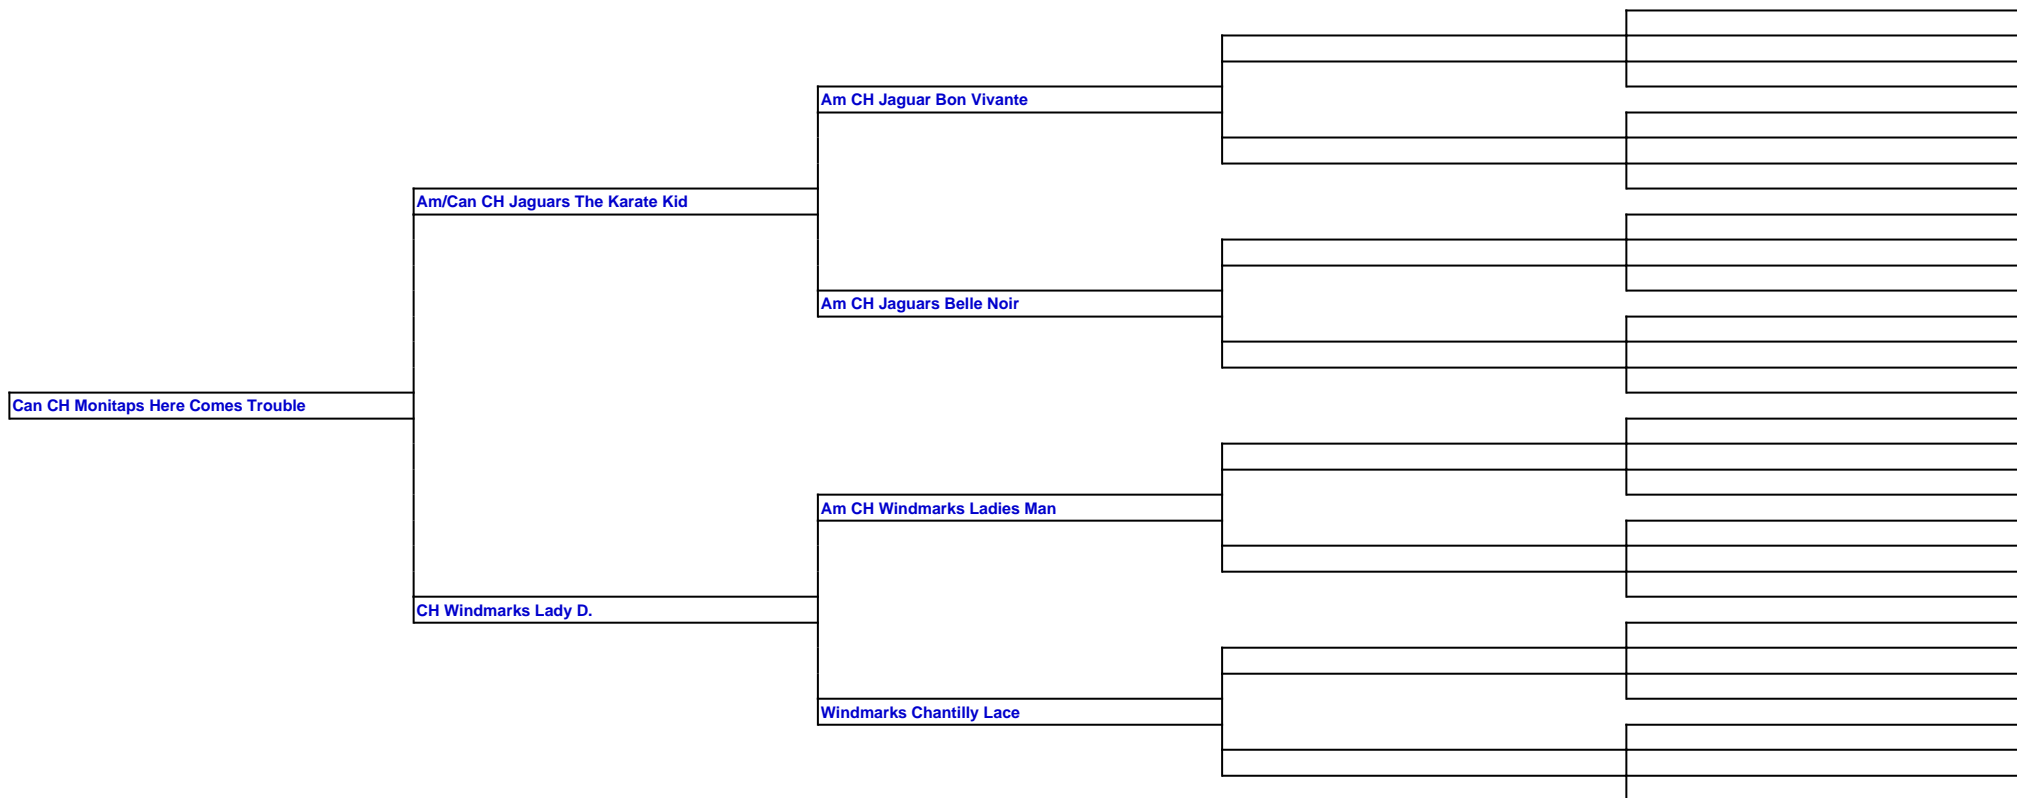 Am CH Jaguar Bon Vivante
Am/Can CH Jaguars The Karate Kid
Am CH Jaguars Belle Noir
Can CH Monitaps Here Comes Trouble
Am CH Windmarks Ladies Man
CH Windmarks Lady D.
Windmarks Chantilly Lace